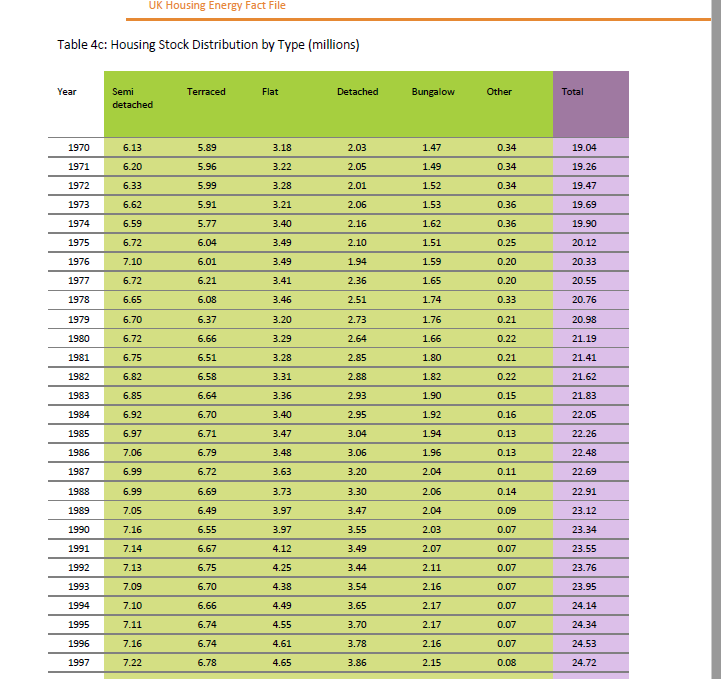 UK Housing Energy Fact File
Table 4c: Housing Stock Distribution by Type (millions)
Year Semi detached Terraced Flat Detached Bungalow Other Total
1970 6.13 5.89 3.18 2.03 1.47 0.34 19.04
1971 6.20 5.96 3.22 2.05 1.49 0.34 19.26
1972 6.33 5.99 3.28 2.01 1.52 0.34 19.47
1973 6.62 5.91 3.21 2.06 1.53 0.36 19.69
1974 6.59 5.77 3.40 2.16 1.62 0.36 19.90
1975 6.72 6.04 3.49 2.10 1.51 0.25 20.12
1976 7.10 6.01 3.49 1.94 1.59 0.20 20.33
1977 6.72 6.21 3.41 2.36 1.65 0.20 20.55
1978 6.65 6.08 3.46 2.51 1.74 0.33 20.76
1979 6.70 6.37 3.20 2.73 1.76 0.21 20.98
1980 6.72 6.66 3.29 2.64 1.66 0.22 21.19
1981 6.75 6.51 3.28 2.85 1.80 0.21 21.41
1982 6.82 6.58 3.31 2.88 1.82 0.22 21.62
1983 6.85 6.64 3.36 2.93 1.90 0.15 21.83
1984 6.92 6.70 3.40 2.95 1.92 0.16 22.05
1985 6.97 6.71 3.47 3.04 1.94 0.13 22.26
1986 7.06 6.79 3.48 3.06 1.96 0.13 22.48
1987 6.99 6.72 3.63 3.20 2.04 0.11 22.69
1988 6.99 6.69 3.73 3.30 2.06 0.14 22.91
1989 7.05 6.49 3.97 3.47 2.04 0.09 23.12
1990 7.16 6.55 3.97 3.55 2.03 0.07 23.34
1991 7.14 6.67 4.12 3.49 2.07 0.07 23.55
1992 7.13 6.75 4.25 3.44 2.11 0.07 23.76
1993 7.09 6.70 4.38 3.54 2.16 0.07 23.95
1994 7.10 6.66 4.49 3.65 2.17 0.07 24.14
1995 7.11 6.74 4.55 3.70 2.17 0.07 24.34
1996 7.16 6.74 4.61 3.78 2.16 0.07 24.53
1997 7.22 6.78 4.65 3.86 2.15 0.08 24.72